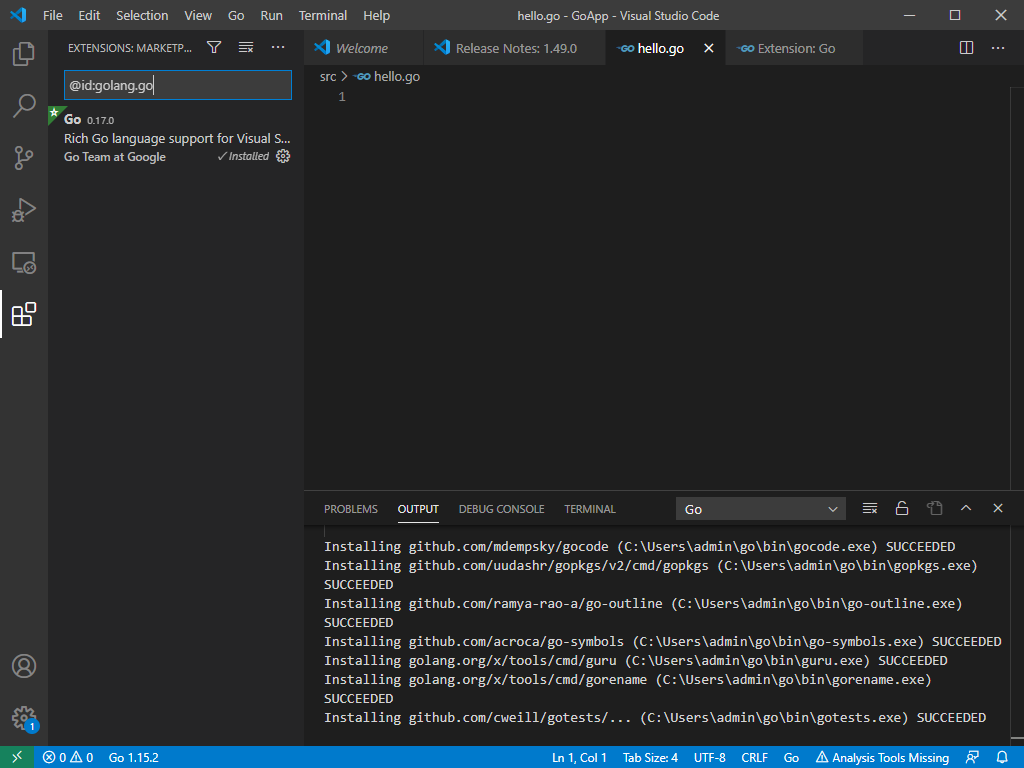 File Edit Selection View Go Run Terminal Help hello.go - GoApp - Visual Studio Code
EXTENSIONS: MARKETP...
Welcome Release Notes: 1.49.0 hello.go Extension: Go
@id:golang.go
src > hello.go
1
Go 0.17.0
Rich Go language support for Visual S...
Go Team at Google ✓Installed
PROBLEMS OUTPUT DEBUG CONSOLE TERMINAL Go
Installing github.com/mdempsky/gocode (C:\Users\admin\go\bin\gocode.exe) SUCCEEDED
Installing github.com/uudashr/gopkgs/v2/cmd/gopkgs (C:\Users\admin\go\bin\gopkgs.exe)
SUCCEEDED
Installing github.com/ramya-rao-a/go-outline (C:\Users\admin\go\bin\go-outline.exe)
SUCCEEDED
Installing github.com/acroca/go-symbols (C:\Users\admin\go\bin\go-symbols.exe) SUCCEEDED
Installing golang.org/x/tools/cmd/guru (C:\Users\admin\go\bin\guru.exe) SUCCEEDED
Installing golang.org/x/tools/cmd/gorename (C:\Users\admin\go\bin\gorename.exe)
SUCCEEDED
Installing github.com/cweill/gotests/... (C:\Users\admin\go\bin\gotests.exe) SUCCEEDED
1
0 0 Go 1.15.2 Ln 1, Col 1 Tab Size: 4 UTF-8 CRLF Go Analysis Tools Missing